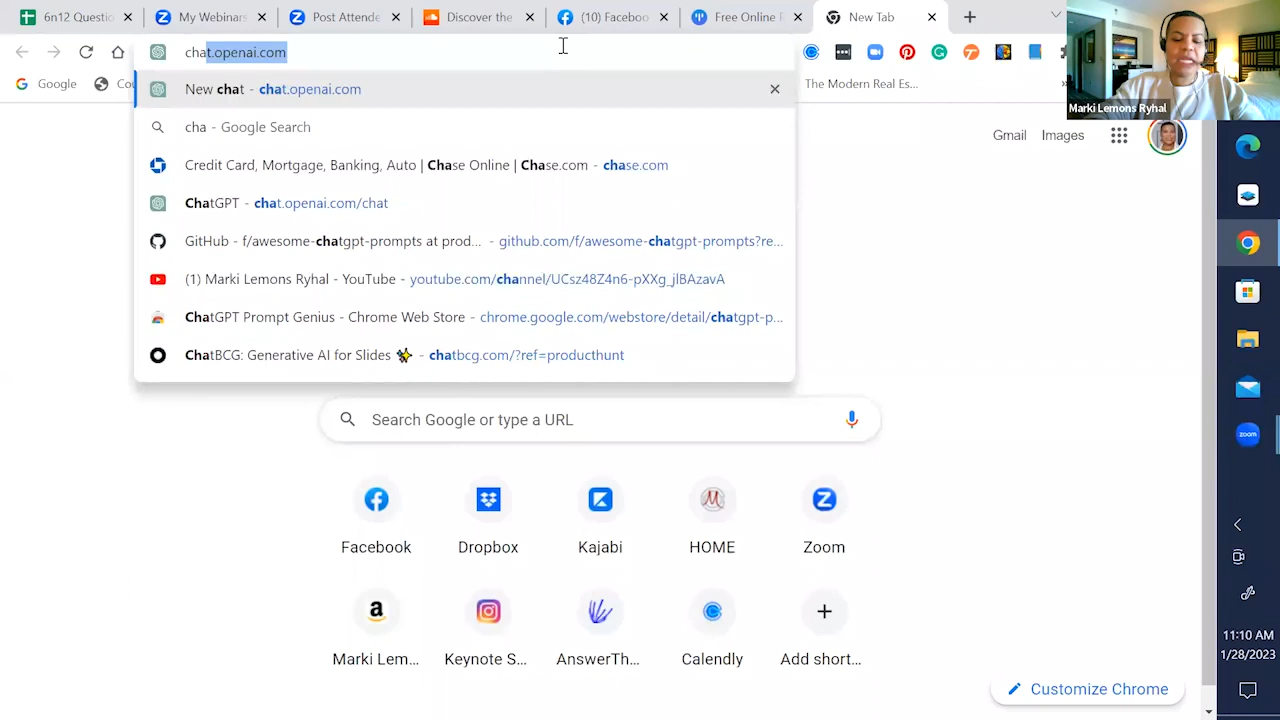 6n12 Questio
My Webinars
Post Attende
Discover the
(10) Faceboo
Free Online R
New Tab
chat.openai.com
Google
Cou
The Modern Real Es...
Marki Lemons Ryhal
New chat - chat.openai.com
cha - Google Search
Credit Card, Mortgage, Banking, Auto | Chase Online | Chase.com - chase.com
ChatGPT - chat.openai.com/chat
GitHub - f/awesome-chatgpt-prompts at prod... - github.com/f/awesome-chatgpt-prompts?re...
(1) Marki Lemons Ryhal - YouTube - youtube.com/channel/UCsz48Z4n6-pXXg_jlBAzavA
ChatGPT Prompt Genius - Chrome Web Store - chrome.google.com/webstore/detail/chatgpt-p...
ChatBCG: Generative AI for Slides ✨ - chatbcg.com/?ref=producthunt
Gmail
Images
Search Google or type a URL
Facebook
Dropbox
Kajabi
HOME
Zoom
Marki Lem...
Keynote S...
AnswerTh...
Calendly
Add short...
Customize Chrome
zoom
11:10 AM
1/28/2023